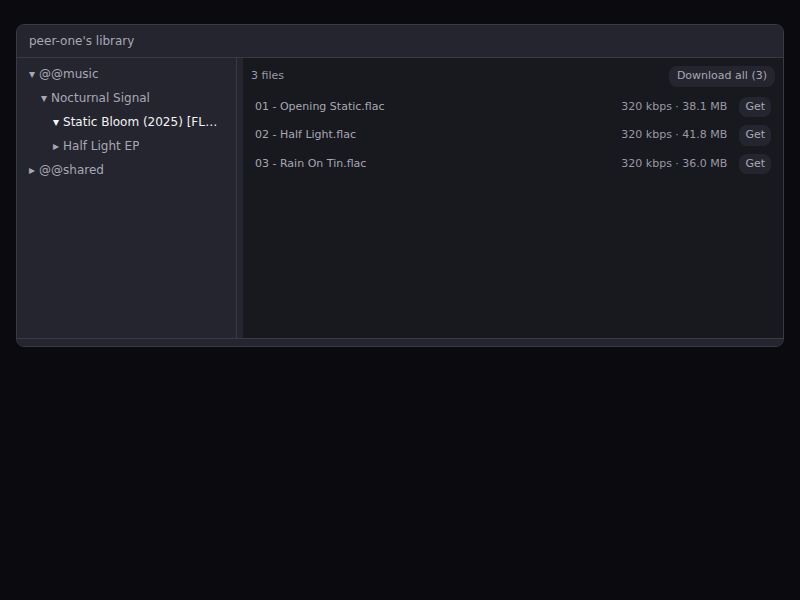 peer-one's library
▾ @@music
▾ Nocturnal Signal
▾ Static Bloom (2025) [FL...
▸ Half Light EP
▸ @@shared
3 files
Download all (3)
01 - Opening Static.flac 320 kbps · 38.1 MB Get
02 - Half Light.flac 320 kbps · 41.8 MB Get
03 - Rain On Tin.flac 320 kbps · 36.0 MB Get